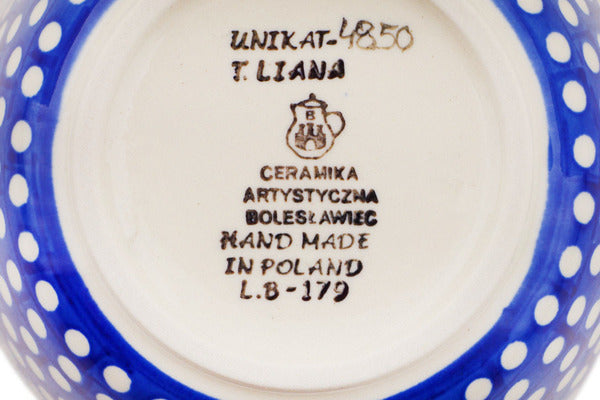 UNIKAT-4850
T. LIANA
B
CERAMIKA
ARTYSTYCZNA
BOLESŁAWIEC
HAND MADE
IN POLAND
L.B-179